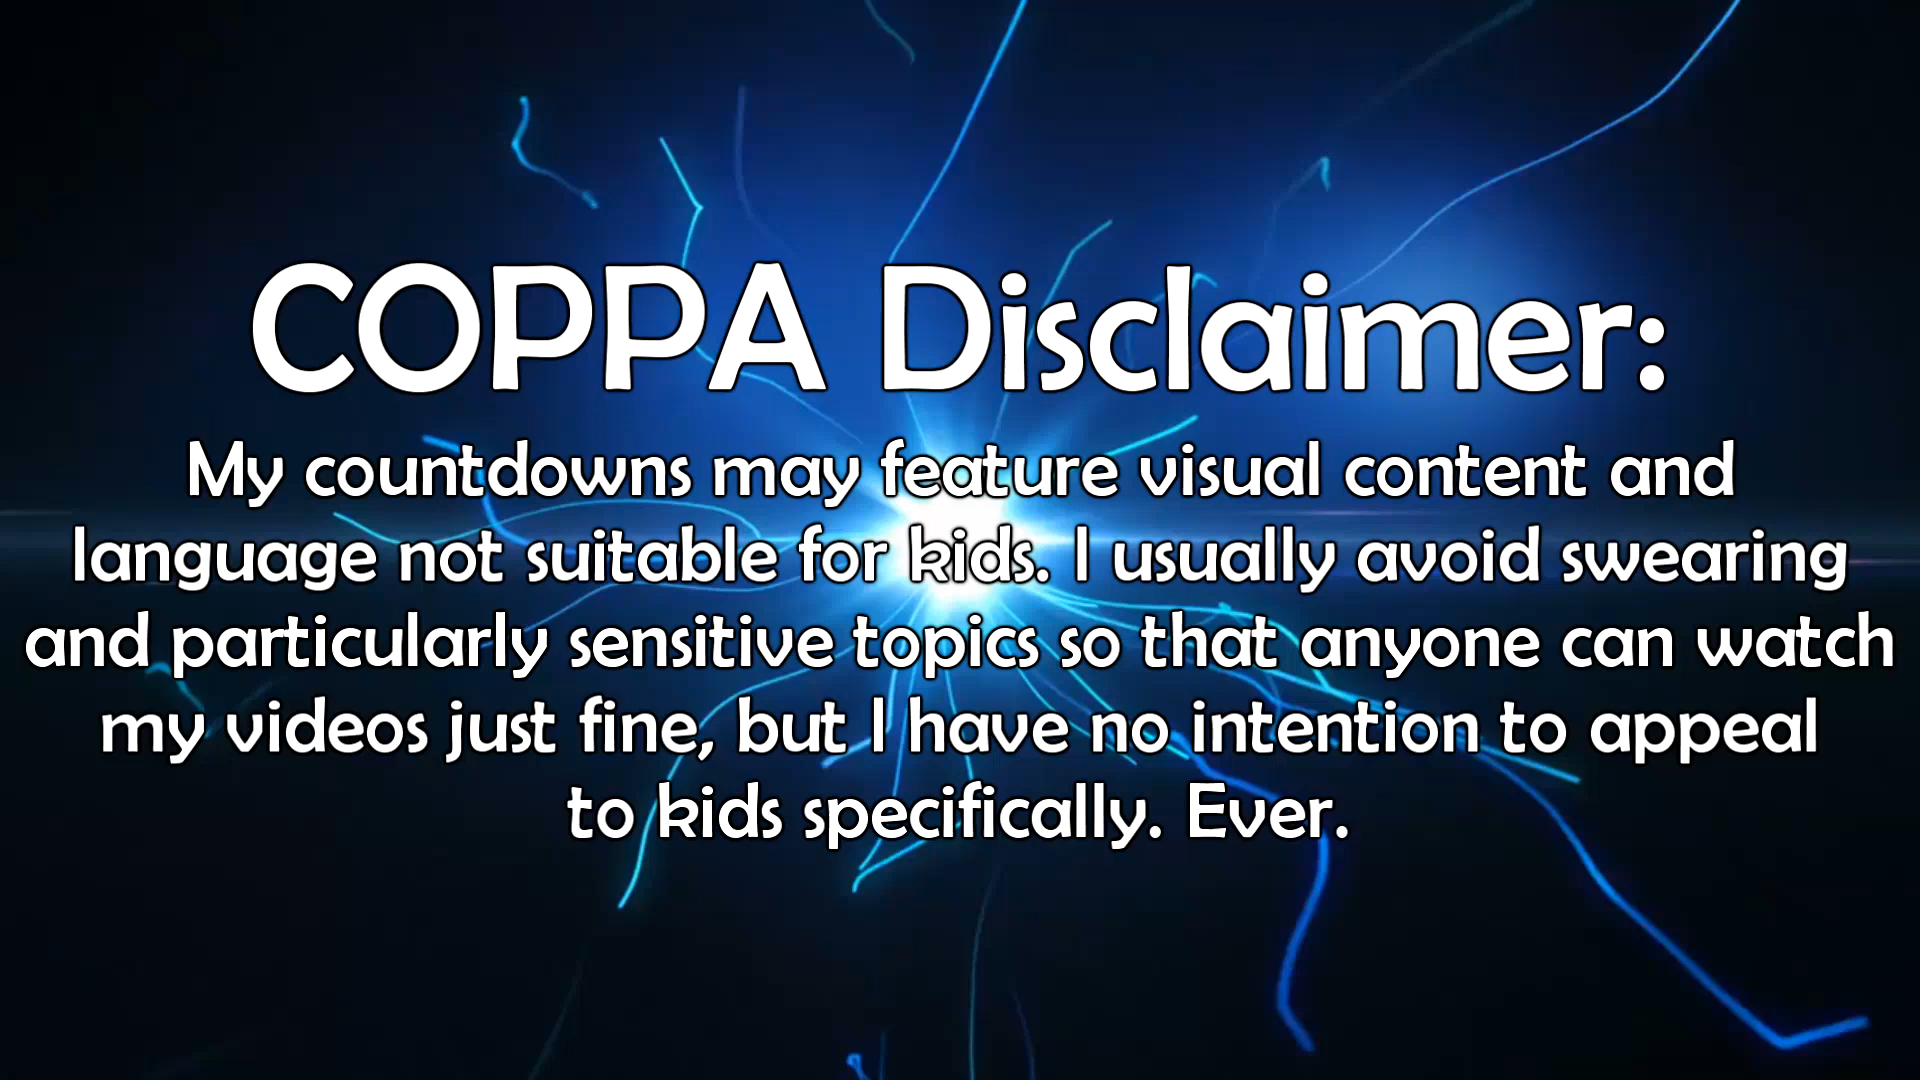 COPPA Disclaimer:
My countdowns may feature visual content and
language not suitable for kids. I usually avoid swearing
and particularly sensitive topics so that anyone can watch
my videos just fine, but I have no intention to appeal
to kids specifically. Ever.